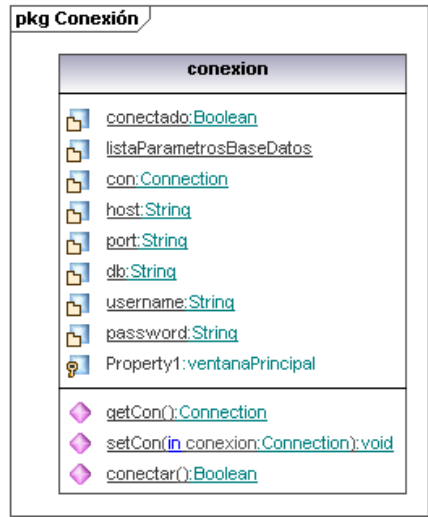 pkg Conexión
conexion
conectado:Boolean
listaParametrosBaseDatos
con:Connection
host:String
port:String
db:String
username:String
password:String
Property1:ventanaPrincipal
getCon():Connection
setCon(in conexion:Connection):void
conectar():Boolean